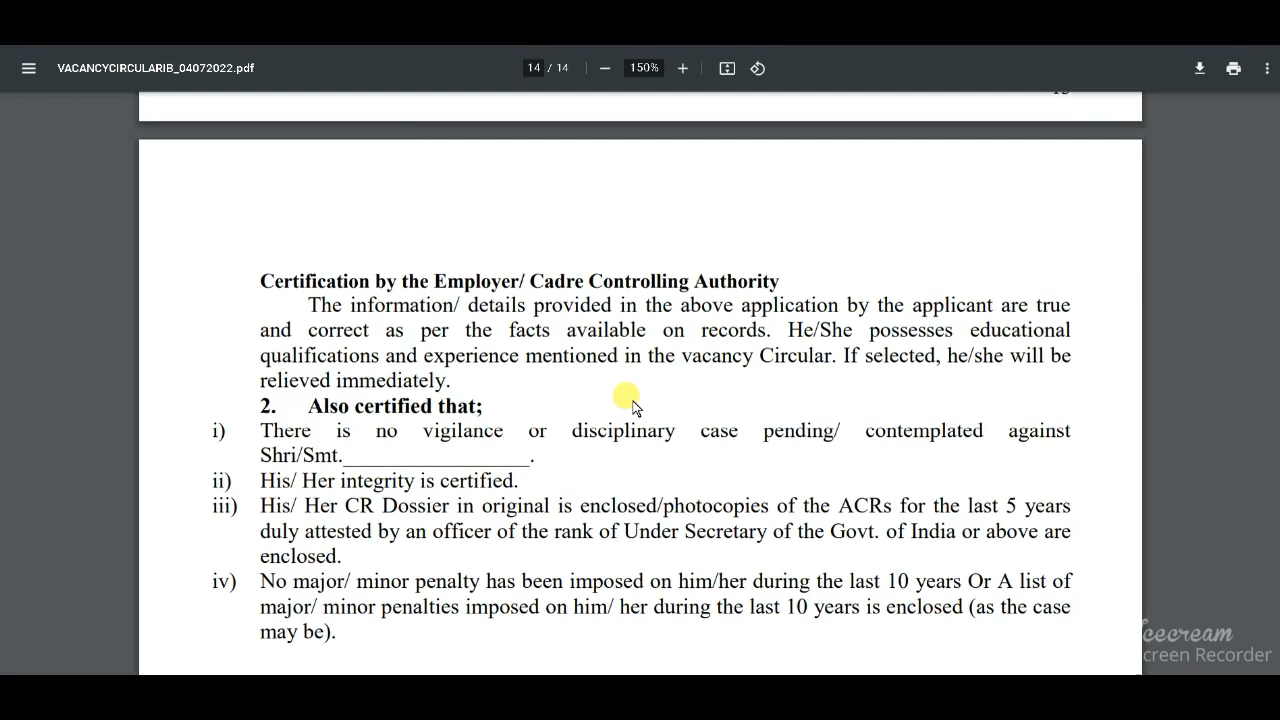 VACANCYCIRCULARIB_04072022.pdf
14 / 14
150%
Certification by the Employer/ Cadre Controlling Authority
The information/ details provided in the above application by the applicant are true
and correct as per the facts available on records. He/She possesses educational
qualifications and experience mentioned in the vacancy Circular. If selected, he/she will be
relieved immediately.
2. Also certified that;
i) There is no vigilance or disciplinary case pending/ contemplated against
Shri/Smt.__________________.
ii) His/ Her integrity is certified.
iii) His/ Her CR Dossier in original is enclosed/photocopies of the ACRs for the last 5 years
duly attested by an officer of the rank of Under Secretary of the Govt. of India or above are
enclosed.
iv) No major/ minor penalty has been imposed on him/her during the last 10 years Or A list of
major/ minor penalties imposed on him/ her during the last 10 years is enclosed (as the case
may be).
cecream
creen Recorder